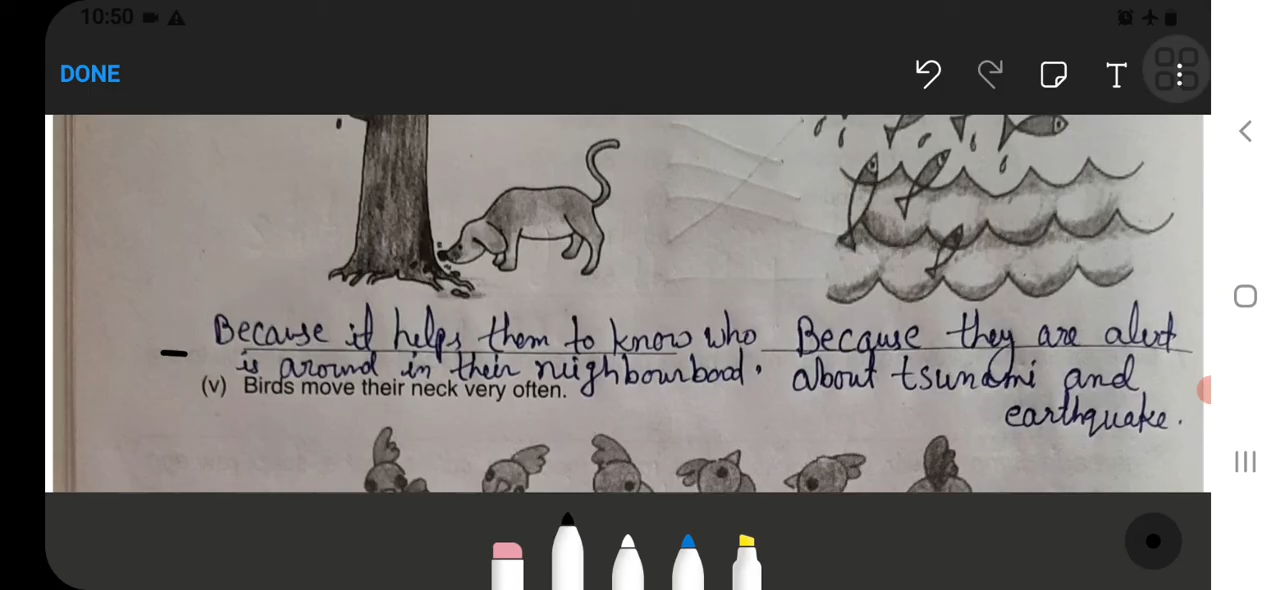 10:50
DONE
T
Because it helps them to know who
is around in their neighbourbood.
Because they are alert
about tsunami and
earthquake.
(v) Birds move their neck very often.